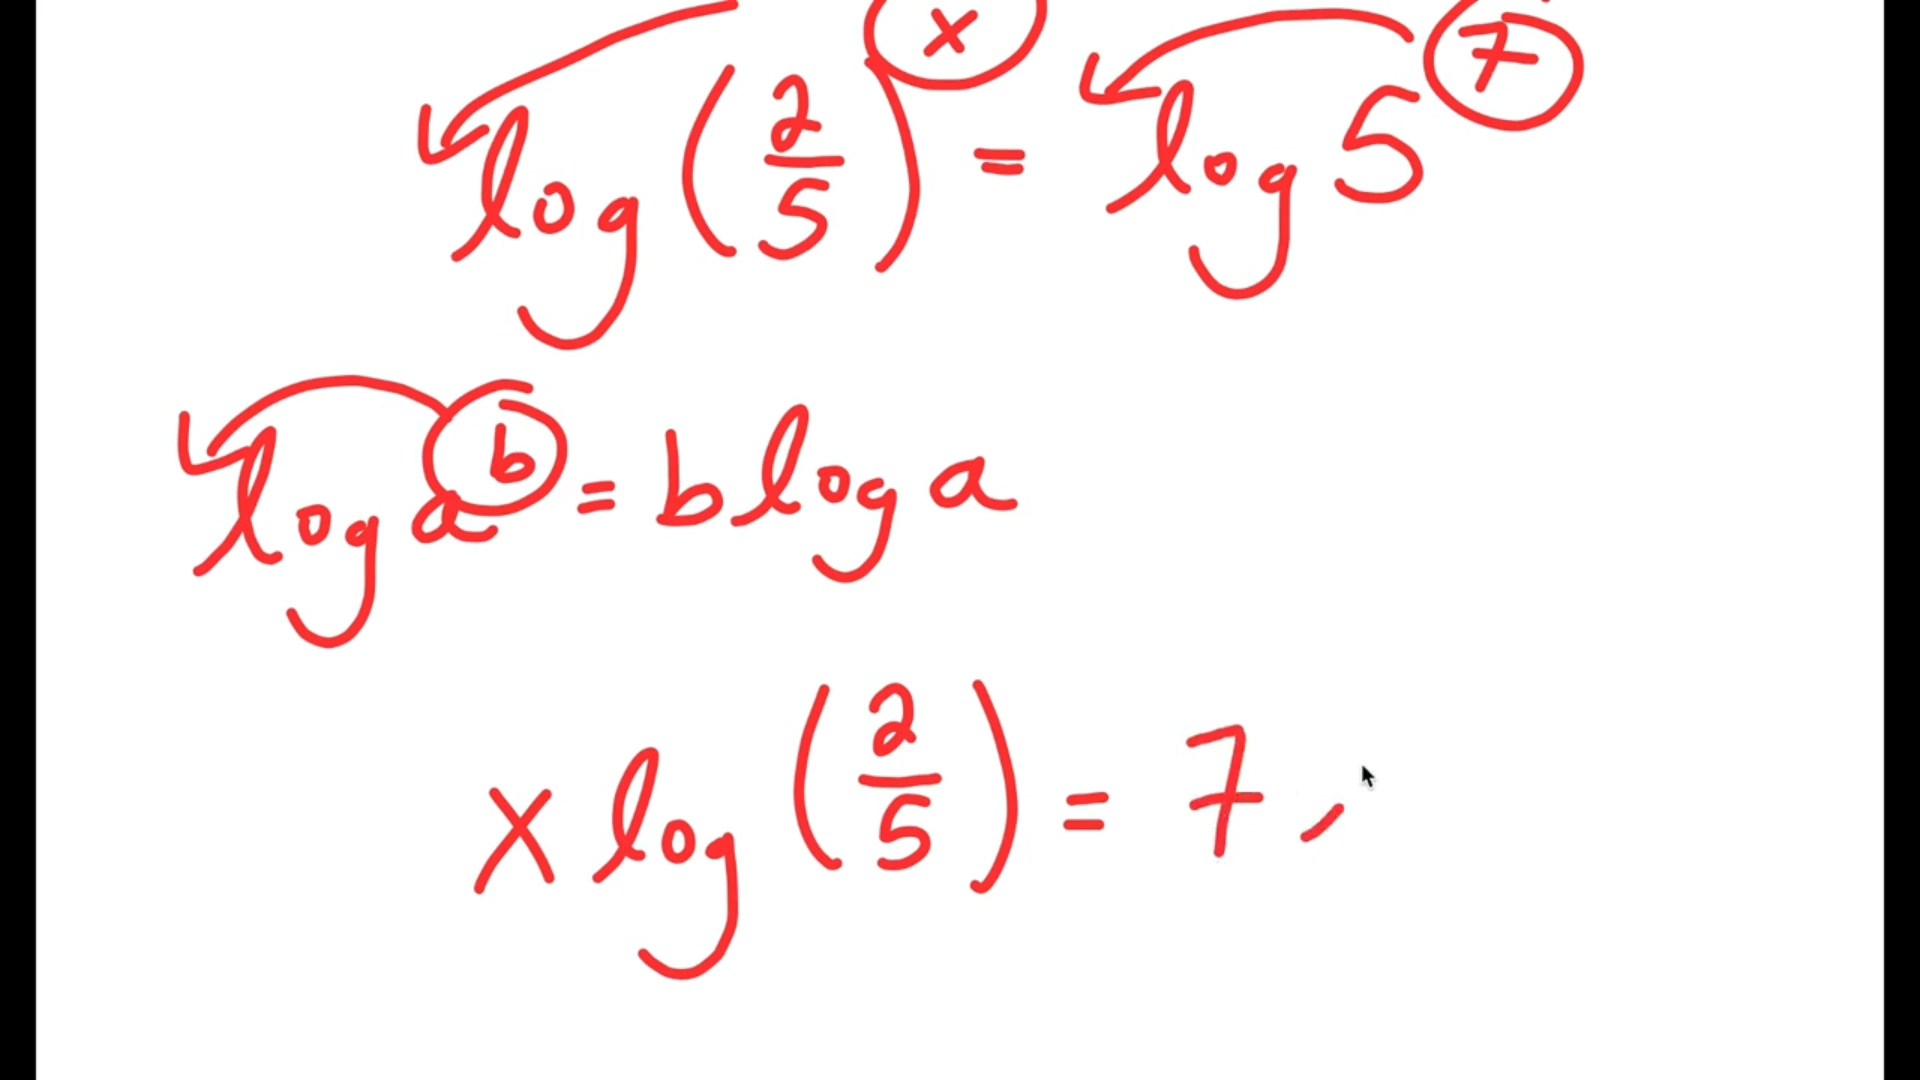 log (2/5)^x = log 5^7
log a^b = b log a
x log (2/5) = 7